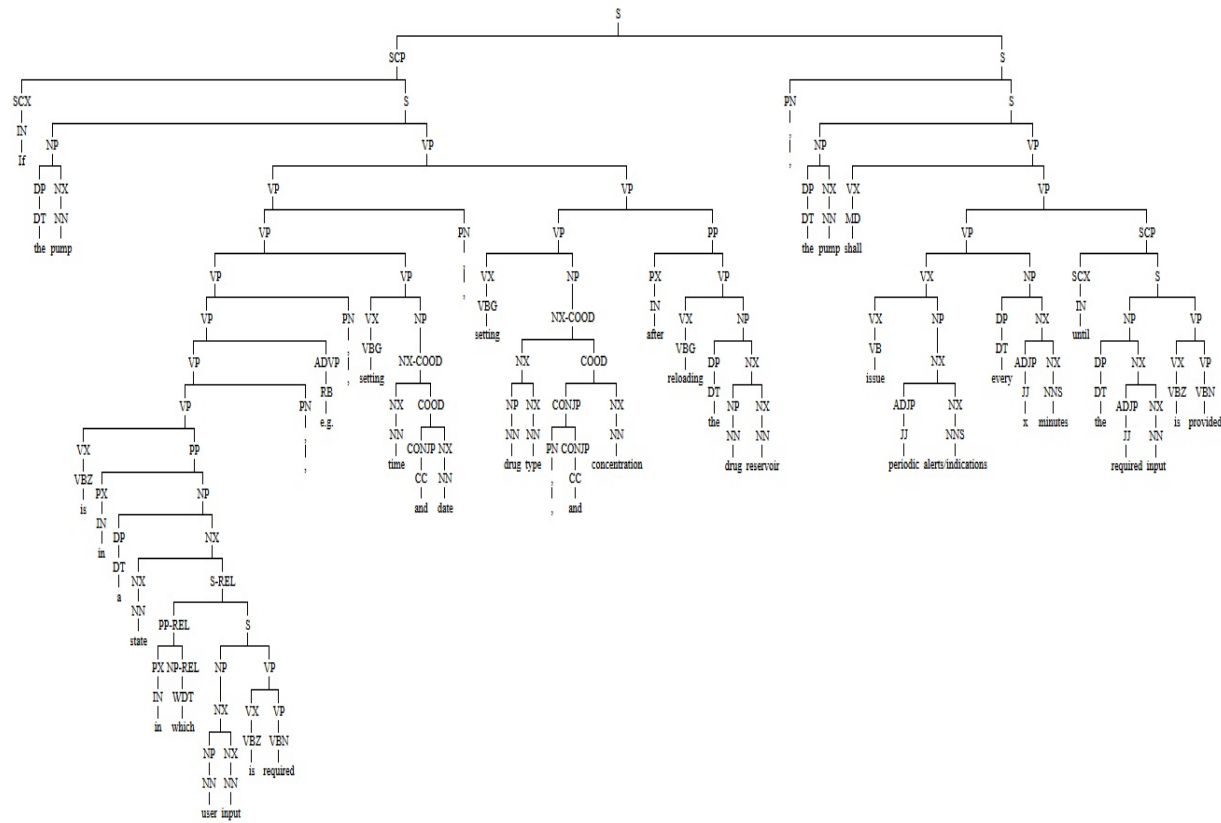 S
SCP S
SCX S PN S
IN NP VP , NP VP
If
DP NX VP VP , DP NX VX VP
DT NN VP PN VP PP DT NN MD VP SCP
the pump , the pump shall
VP VP , VX NP PX VP VX NP SCX S
VBG IN IN
setting after until
VP PN VX NP NX-COOD VX NP VX NP DP NX NP VP
VBG VBG VB DT
setting reloading issue every
VP ADVP , NX-COOD NX COOD DP NX NX ADJP NX DP NX VX VP
RB , DT JJ NNS DT VBZ VBN
e.g. the x minutes the is provided
VP PN NX COOD NP NX CONJP NX NP NX ADJP NX ADJP NX
NN NN NN NN NN NN JJ NNS JJ NN
time drug type concentration drug reservoir periodic alerts/indications required input
VX PP , CONJP NX PN CONJP
VBZ , CC NN , CC
is and date , and
PX NP
IN
in
DP NX
DT
a
NX S-REL
NN
state
PP-REL S
PX NP-REL NP VP
IN WDT
in which
NX VX VP
VBZ VBN
is required
NP NX
NN NN
user input